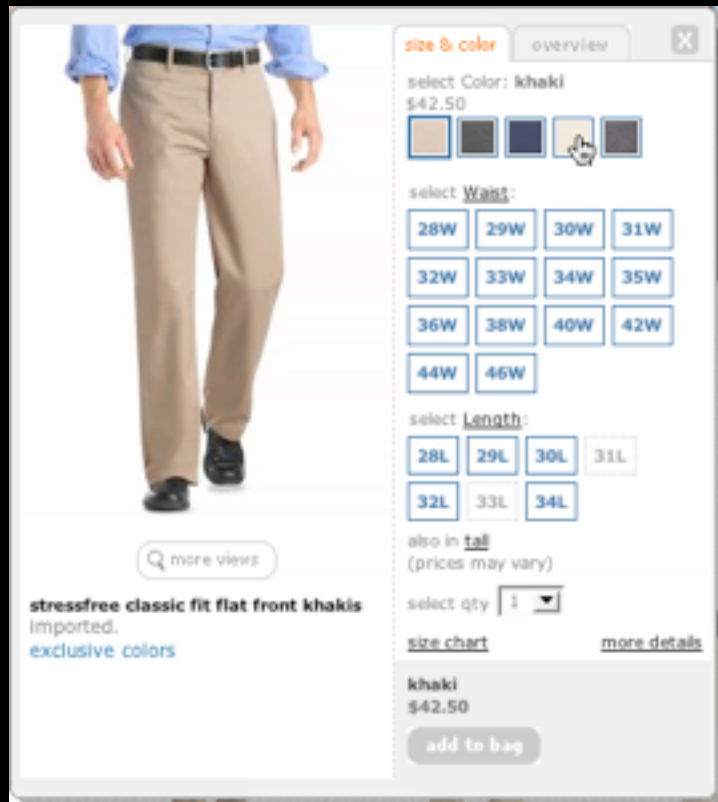 size & color
overview
X
select Color: khaki
$42.50
select Waist:
28W 29W 30W 31W
32W 33W 34W 35W
36W 38W 40W 42W
44W 46W
select Length:
28L 29L 30L 31L
32L 33L 34L
also in tall
(prices may vary)
select qty 1
size chart more details
khaki
$42.50
add to bag
more views
stressfree classic fit flat front khakis
imported.
exclusive colors